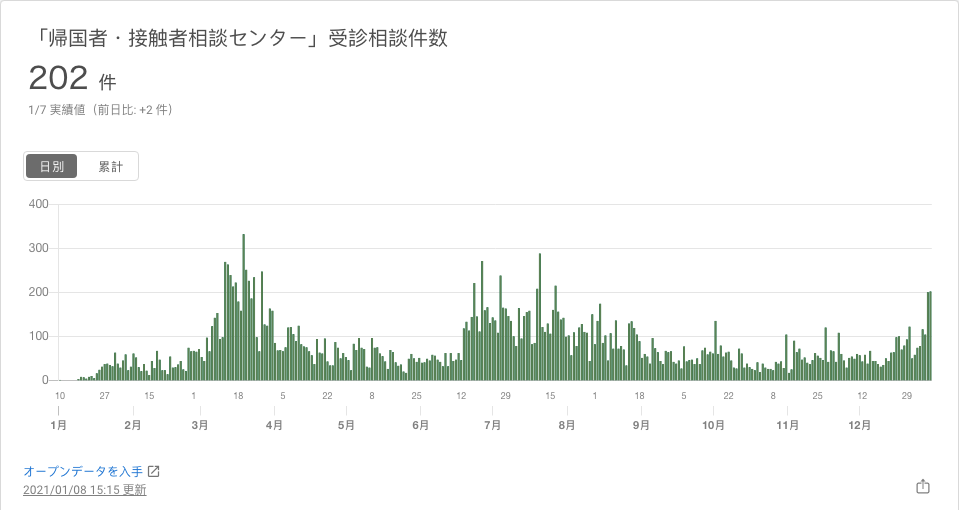 「帰国者・接触者相談センター」受診相談件数
202 件
1/7 実績値（前日比: +2 件）
日別 累計
400
300
200
100
0
10 27 15 1 18 5 22 8 25 12 29 15 1 18 5 22 8 25 12 29
1月 2月 3月 4月 5月 6月 7月 8月 9月 10月 11月 12月
オープンデータを入手
2021/01/08 15:15 更新